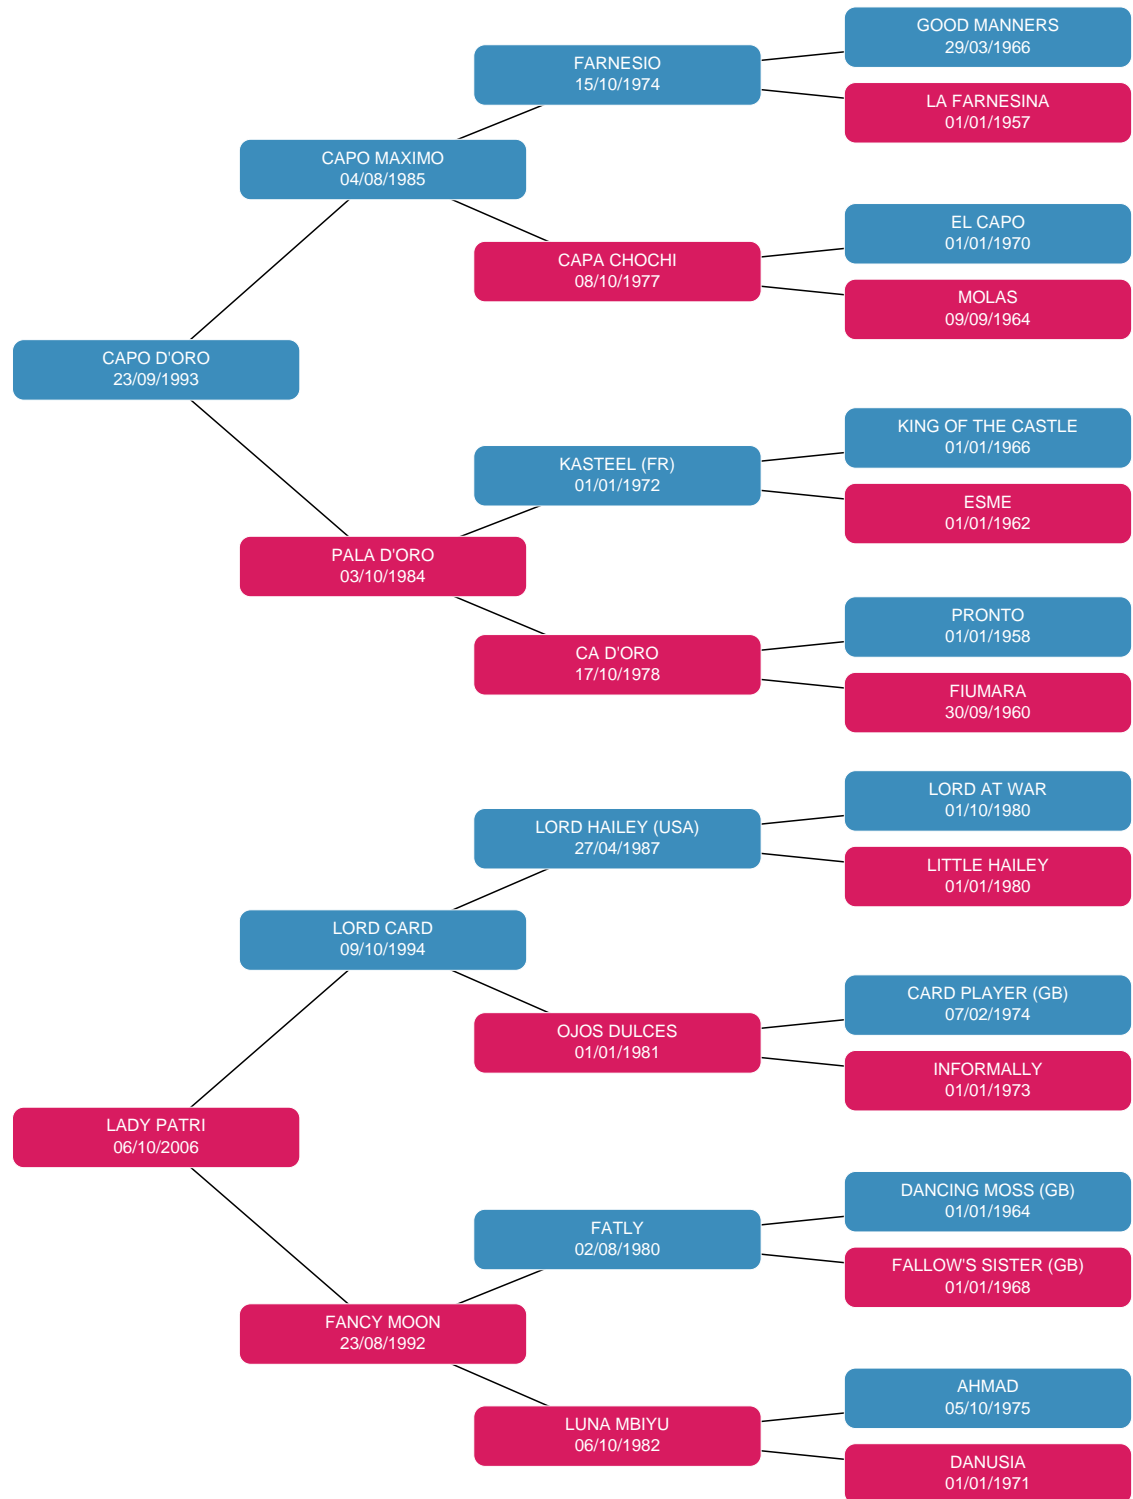 GOOD MANNERS
29/03/1966
FARNESIO
15/10/1974
LA FARNESINA
01/01/1957
CAPO MAXIMO
04/08/1985
EL CAPO
01/01/1970
CAPA CHOCHI
08/10/1977
MOLAS
09/09/1964
CAPO D'ORO
23/09/1993
KING OF THE CASTLE
01/01/1966
KASTEEL (FR)
01/01/1972
ESME
01/01/1962
PALA D'ORO
03/10/1984
PRONTO
01/01/1958
CA D'ORO
17/10/1978
FIUMARA
30/09/1960
LORD AT WAR
01/10/1980
LORD HAILEY (USA)
27/04/1987
LITTLE HAILEY
01/01/1980
LORD CARD
09/10/1994
CARD PLAYER (GB)
07/02/1974
OJOS DULCES
01/01/1981
INFORMALLY
01/01/1973
LADY PATRI
06/10/2006
DANCING MOSS (GB)
01/01/1964
FATLY
02/08/1980
FALLOW'S SISTER (GB)
01/01/1968
FANCY MOON
23/08/1992
AHMAD
05/10/1975
LUNA MBIYU
06/10/1982
DANUSIA
01/01/1971